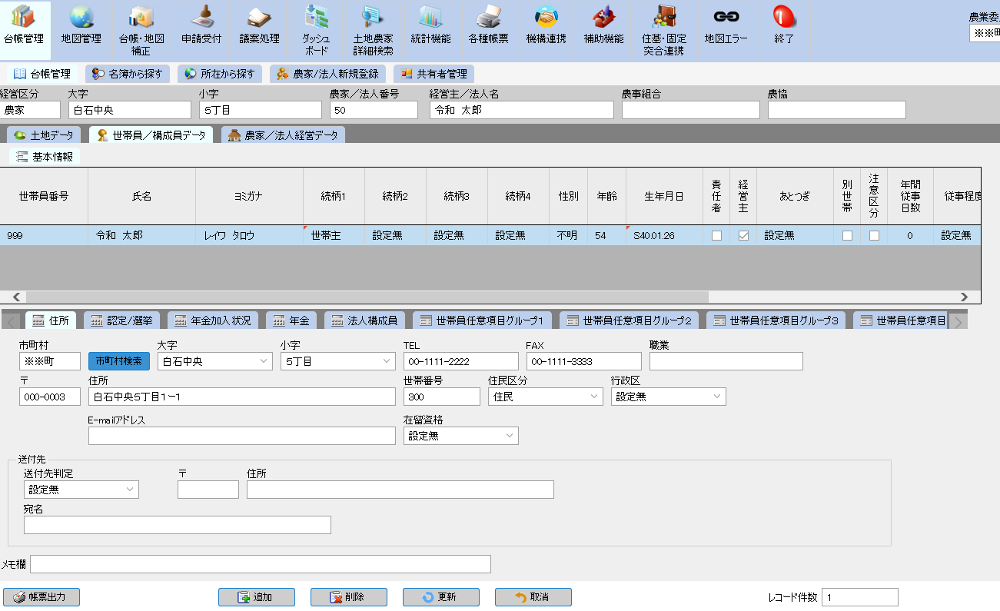 台帳管理 地図管理 台帳・地図補正 申請受付 議案処理 ダッシュボード 土地農家詳細検索 統計機能 各種帳票 機構連携 補助機能 住基・固定突合連携 地図エラー 終了 農業委
※※町
台帳管理 名簿から探す 所在から探す 農家/法人新規登録 共有者管理
経営区分 大字 小字 農家／法人番号 経営主／法人名 農事組合 農協
農家 白石中央 5丁目 50 令和 太郎
土地データ 世帯員／構成員データ 農家／法人経営データ
基本情報
世帯員番号 氏名 ヨミガナ 続柄1 続柄2 続柄3 続柄4 性別 年齢 生年月日 責任者 経営主 あとつぎ 別世帯 注意区分 年間従事日数 従事程度
999 令和 太郎 レイワ タロウ 世帯主 設定無 設定無 設定無 不明 54 S40.01.26 設定無 0 設定無
住所 認定/選挙 年金加入状況 年金 法人構成員 世帯員任意項目グループ1 世帯員任意項目グループ2 世帯員任意項目グループ3 世帯員任意項目
市町村 大字 小字 TEL FAX 職業
※※町 市町村検索 白石中央 5丁目 00-1111-2222 00-1111-3333
〒 住所 世帯番号 住民区分 行政区
000-0003 白石中央5丁目1－1 300 住民 設定無
E-mailアドレス 在留資格
設定無
送付先
送付先判定 〒 住所
設定無
宛名
メモ欄
帳票出力 追加 削除 更新 取消 レコード件数 1